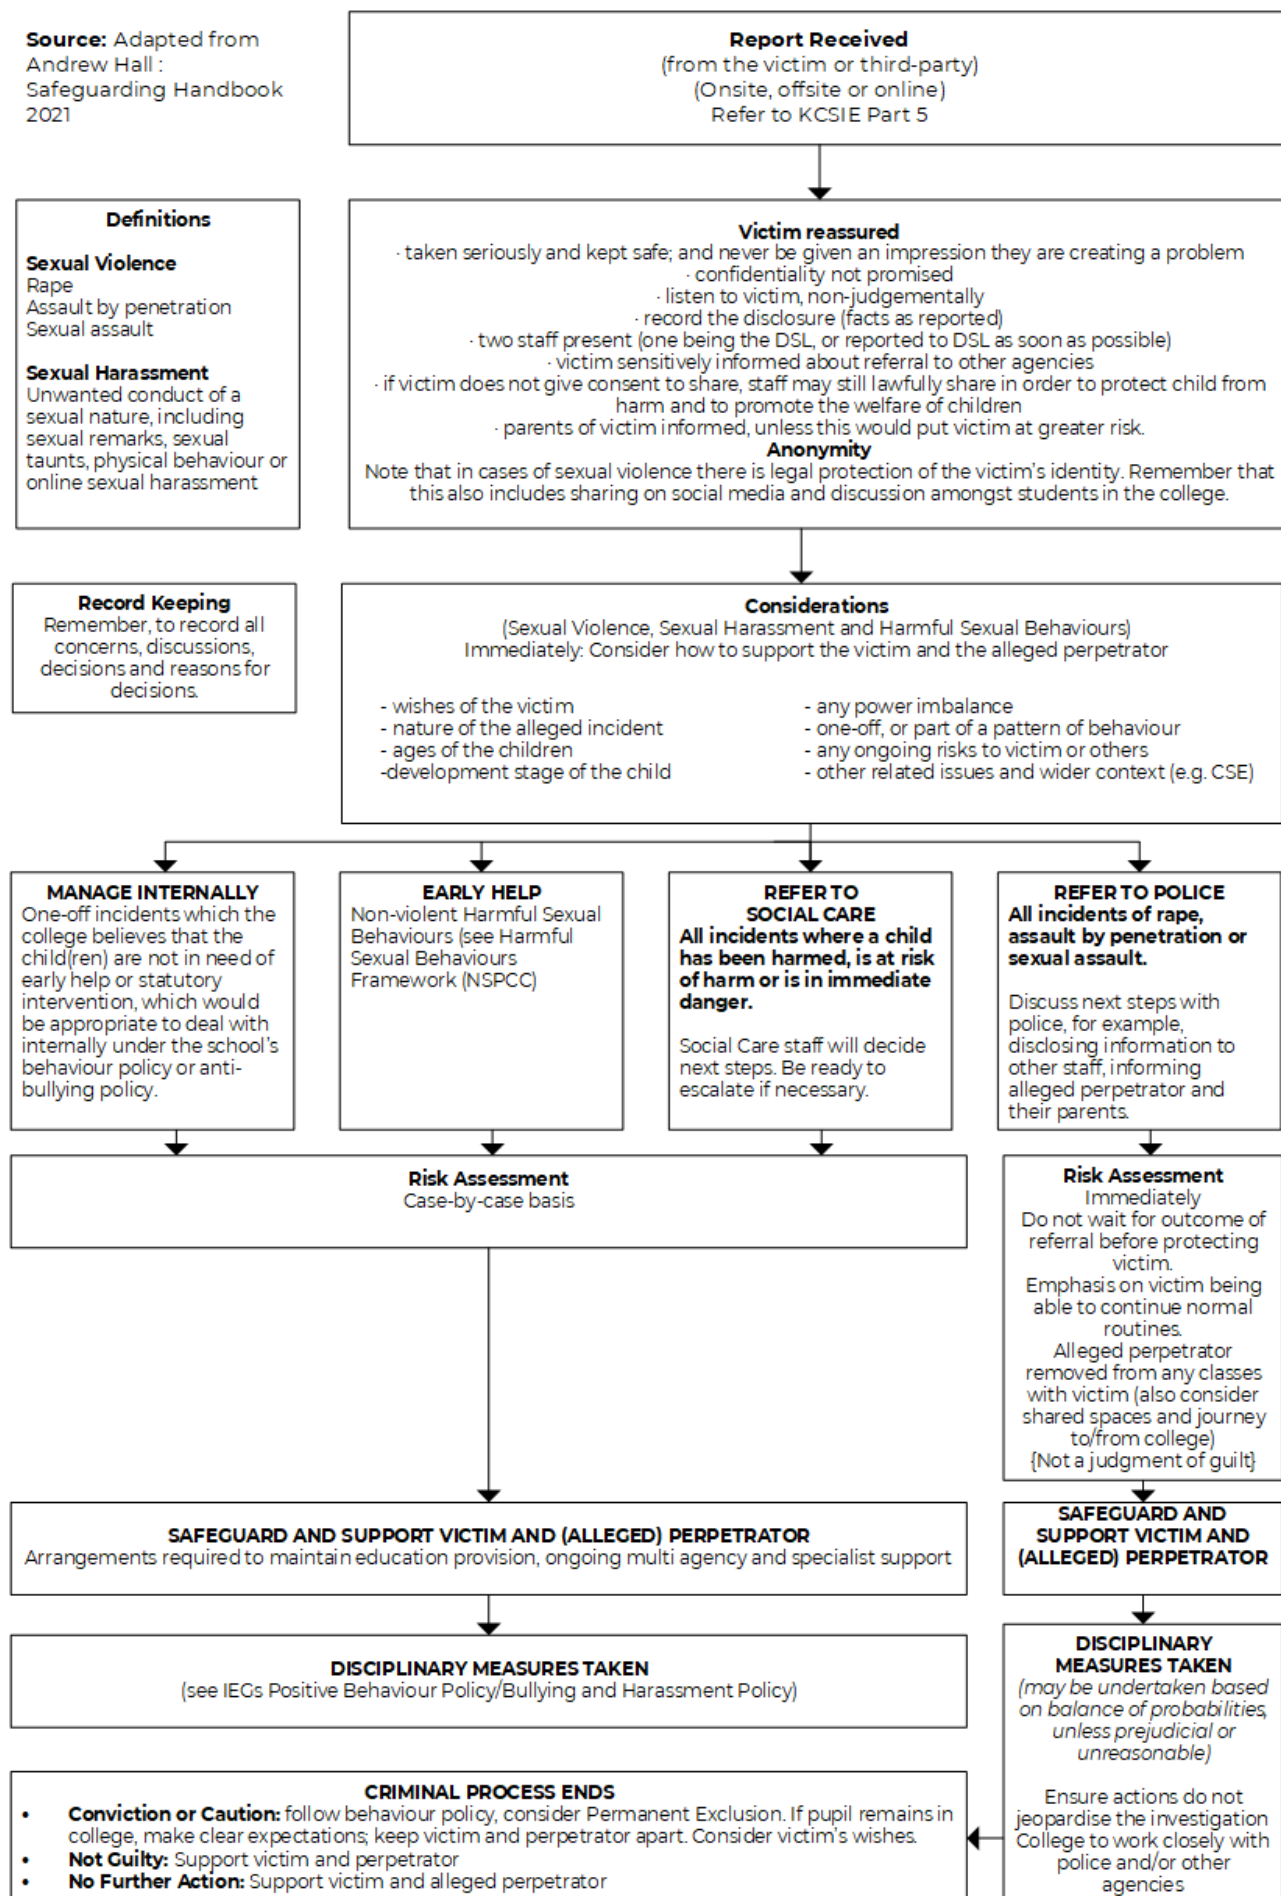 Source: Adapted from
Andrew Hall :
Safeguarding Handbook
2021
Report Received
(from the victim or third-party)
(Onsite, offsite or online)
Refer to KCSIE Part 5
Definitions
Sexual Violence
Rape
Assault by penetration
Sexual assault
Sexual Harassment
Unwanted conduct of a
sexual nature, including
sexual remarks, sexual
taunts, physical behaviour or
online sexual harassment
Victim reassured
· taken seriously and kept safe; and never be given an impression they are creating a problem
· confidentiality not promised
· listen to victim, non-judgementally
· record the disclosure (facts as reported)
· two staff present (one being the DSL, or reported to DSL as soon as possible)
· victim sensitively informed about referral to other agencies
· if victim does not give consent to share, staff may still lawfully share in order to protect child from
harm and to promote the welfare of children
· parents of victim informed, unless this would put victim at greater risk.
Anonymity
Note that in cases of sexual violence there is legal protection of the victim's identity. Remember that
this also includes sharing on social media and discussion amongst students in the college.
Record Keeping
Remember, to record all
concerns, discussions,
decisions and reasons for
decisions.
Considerations
(Sexual Violence, Sexual Harassment and Harmful Sexual Behaviours)
Immediately: Consider how to support the victim and the alleged perpetrator
- wishes of the victim
- nature of the alleged incident
- ages of the children
-development stage of the child
- any power imbalance
- one-off, or part of a pattern of behaviour
- any ongoing risks to victim or others
- other related issues and wider context (e.g. CSE)
MANAGE INTERNALLY
One-off incidents which the
college believes that the
child(ren) are not in need of
early help or statutory
intervention, which would
be appropriate to deal with
internally under the school's
behaviour policy or anti-
bullying policy.
EARLY HELP
Non-violent Harmful Sexual
Behaviours (see Harmful
Sexual Behaviours
Framework (NSPCC)
REFER TO
SOCIAL CARE
All incidents where a child
has been harmed, is at risk
of harm or is in immediate
danger.
Social Care staff will decide
next steps. Be ready to
escalate if necessary.
REFER TO POLICE
All incidents of rape,
assault by penetration or
sexual assault.
Discuss next steps with
police, for example,
disclosing information to
other staff, informing
alleged perpetrator and
their parents.
Risk Assessment
Case-by-case basis
Risk Assessment
Immediately
Do not wait for outcome of
referral before protecting
victim.
Emphasis on victim being
able to continue normal
routines.
Alleged perpetrator
removed from any classes
with victim (also consider
shared spaces and journey
to/from college)
{Not a judgment of guilt}
SAFEGUARD AND SUPPORT VICTIM AND (ALLEGED) PERPETRATOR
Arrangements required to maintain education provision, ongoing multi agency and specialist support
SAFEGUARD AND
SUPPORT VICTIM AND
(ALLEGED) PERPETRATOR
DISCIPLINARY MEASURES TAKEN
(see IEGs Positive Behaviour Policy/Bullying and Harassment Policy)
DISCIPLINARY
MEASURES TAKEN
(may be undertaken based
on balance of probabilities,
unless prejudicial or
unreasonable)
Ensure actions do not
jeopardise the investigation
College to work closely with
police and/or other
agencies
CRIMINAL PROCESS ENDS
• Conviction or Caution: follow behaviour policy, consider Permanent Exclusion. If pupil remains in
college, make clear expectations; keep victim and perpetrator apart. Consider victim's wishes.
• Not Guilty: Support victim and perpetrator
• No Further Action: Support victim and alleged perpetrator